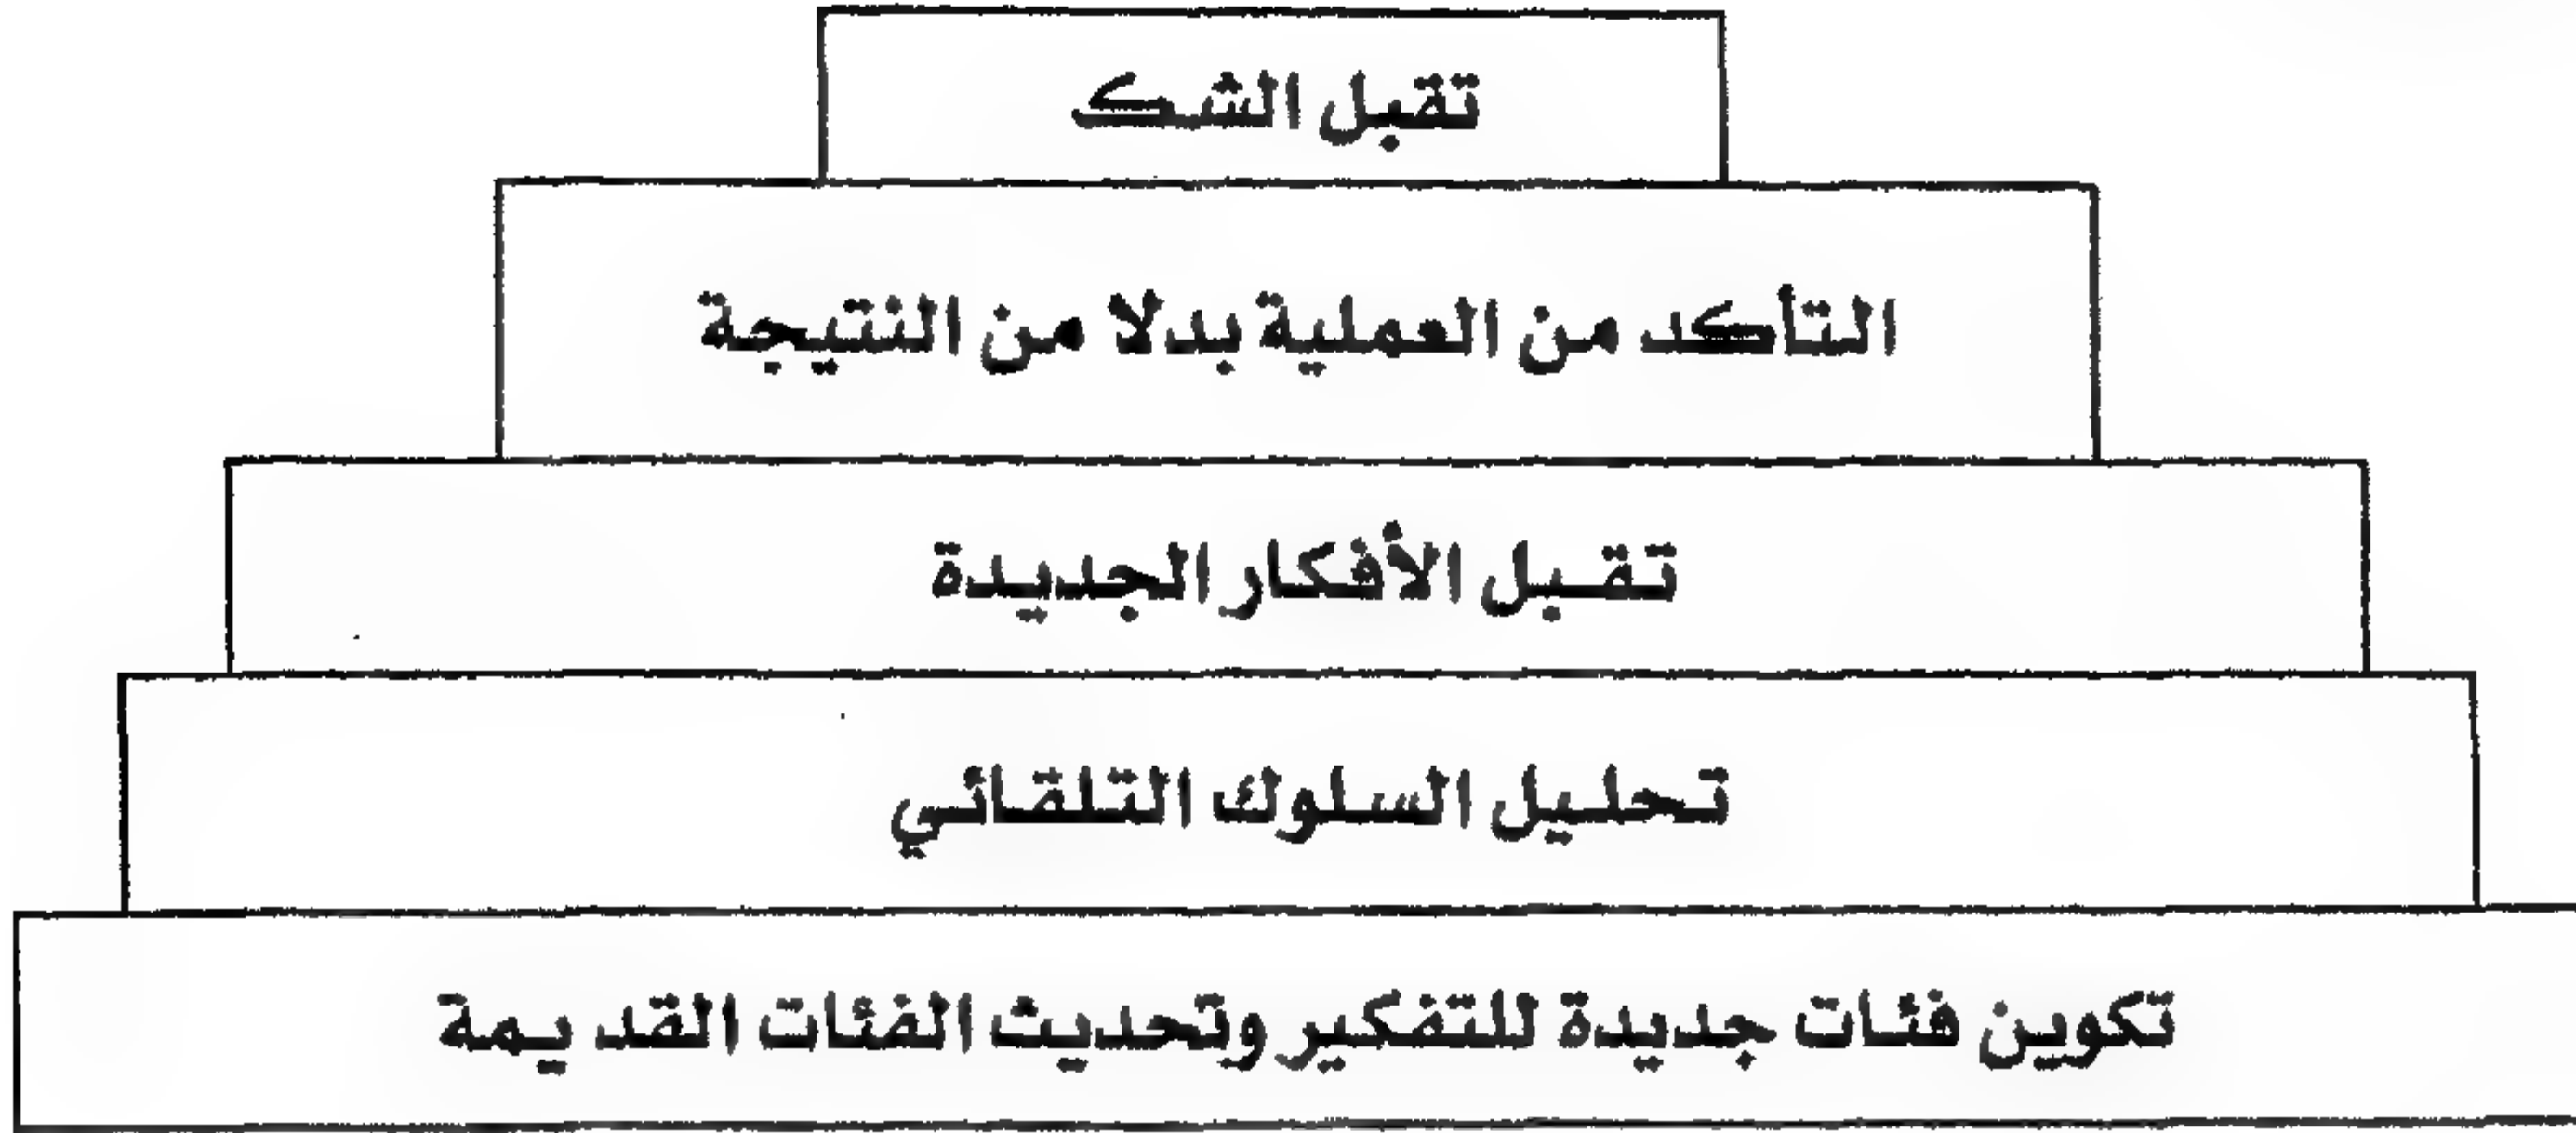 تقبل الشك
التأكد من العملية بدلا من النتيجة
تقبل الأفكار الجديدة
تحليل السلوك التلقائي
تكوين فئات جديدة للتفكير وتحديث الفئات القديمة